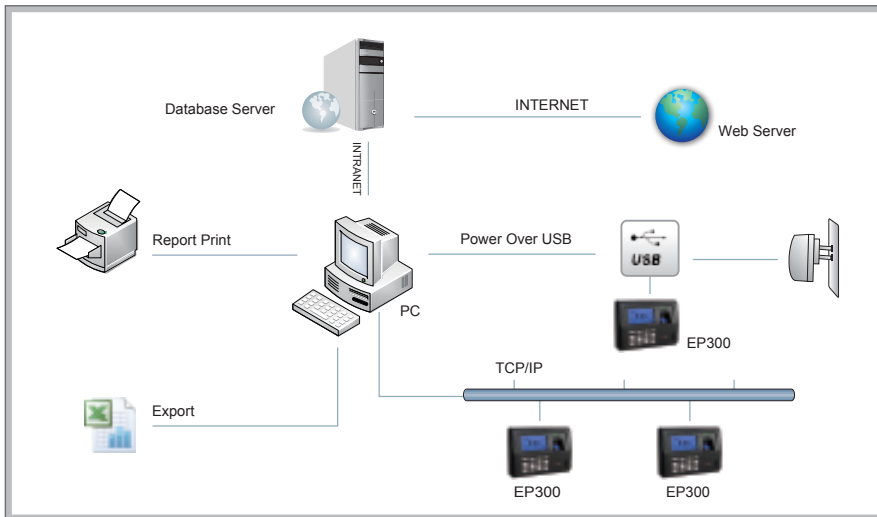 Database Server
INTERNET
Web Server
INTRANET
Report Print
Power Over USB
USB
PC
EP300
TCP/IP
Export
EP300
EP300